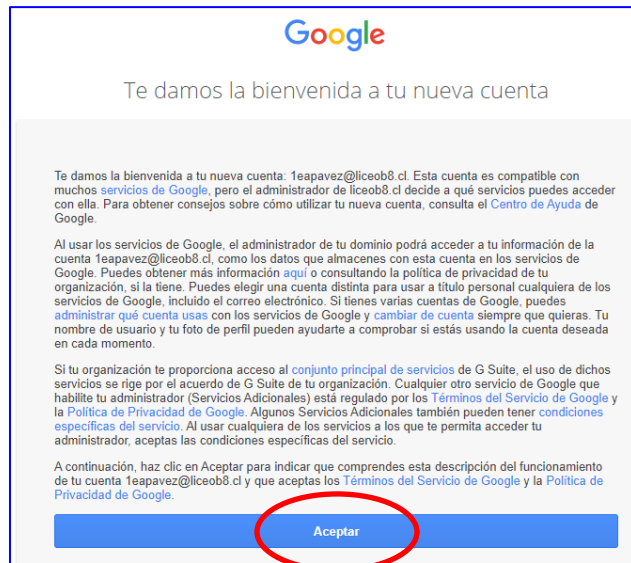 Google
Te damos la bienvenida a tu nueva cuenta
Te damos la bienvenida a tu nueva cuenta: 1eapavez@liceob8.cl. Esta cuenta es compatible con
muchos servicios de Google, pero el administrador de liceob8.cl decide a qué servicios puedes acceder
con ella. Para obtener consejos sobre cómo utilizar tu nueva cuenta, consulta el Centro de Ayuda de
Google.
Al usar los servicios de Google, el administrador de tu dominio podrá acceder a tu información de la
cuenta 1eapavez@liceob8.cl, como los datos que almacenes con esta cuenta en los servicios de
Google. Puedes obtener más información aquí o consultando la política de privacidad de tu
organización, si la tiene. Puedes elegir una cuenta distinta para usar a título personal cualquiera de los
servicios de Google, incluido el correo electrónico. Si tienes varias cuentas de Google, puedes
administrar qué cuenta usas con los servicios de Google y cambiar de cuenta siempre que quieras. Tu
nombre de usuario y tu foto de perfil pueden ayudarte a comprobar si estás usando la cuenta deseada
en cada momento.
Si tu organización te proporciona acceso al conjunto principal de servicios de G Suite, el uso de dichos
servicios se rige por el acuerdo de G Suite de tu organización. Cualquier otro servicio de Google que
habilite tu administrador (Servicios Adicionales) está regulado por los Términos del Servicio de Google y
la Política de Privacidad de Google. Algunos Servicios Adicionales también pueden tener condiciones
específicas del servicio. Al usar cualquiera de los servicios a los que te permita acceder tu
administrador, aceptas las condiciones específicas del servicio.
A continuación, haz clic en Aceptar para indicar que comprendes esta descripción del funcionamiento
de tu cuenta 1eapavez@liceob8.cl y que aceptas los Términos del Servicio de Google y la Política de
Privacidad de Google.
Aceptar